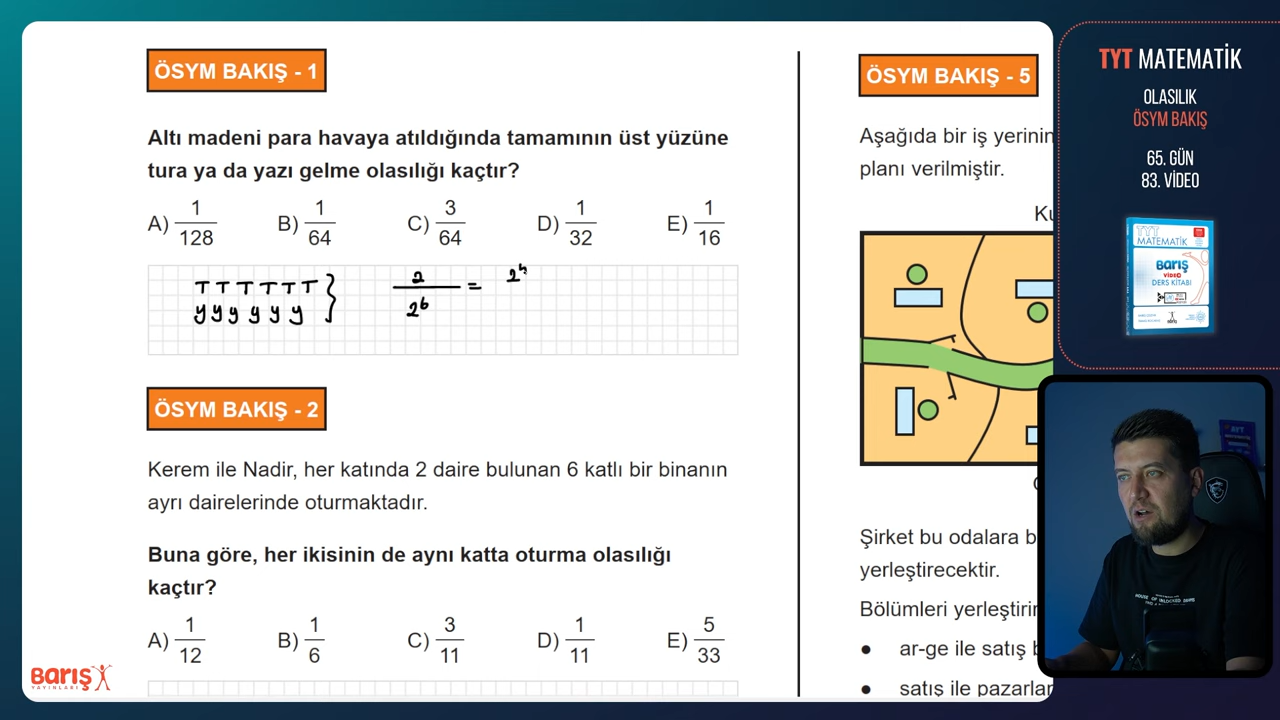 ÖSYM BAKIŞ - 1
Altı madeni para havaya atıldığında tamamının üst yüzüne
tura ya da yazı gelme olasılığı kaçtır?
A) 1/128 B) 1/64 C) 3/64 D) 1/32 E) 1/16
T T T T T T
y y y y y y
2/2^6 =
ÖSYM BAKIŞ - 2
Kerem ile Nadir, her katında 2 daire bulunan 6 katlı bir binanın
ayrı dairelerinde oturmaktadır.
Buna göre, her ikisinin de aynı katta oturma olasılığı
kaçtır?
A) 1/12 B) 1/6 C) 3/11 D) 1/11 E) 5/33
BARIŞ
YAYINLARI
ÖSYM BAKIŞ - 5
Aşağıda bir iş yerinin
planı verilmiştir.
Şirket bu odalara b
yerleştirecektir.
Bölümleri yerleştirir
● ar-ge ile satış b
● satış ile pazarlar
TYT MATEMATİK
OLASILIK
ÖSYM BAKIŞ
65. GÜN
83. VİDEO
TYT
MATEMATİK
BARIŞ
VİDEO
DERS KİTABI